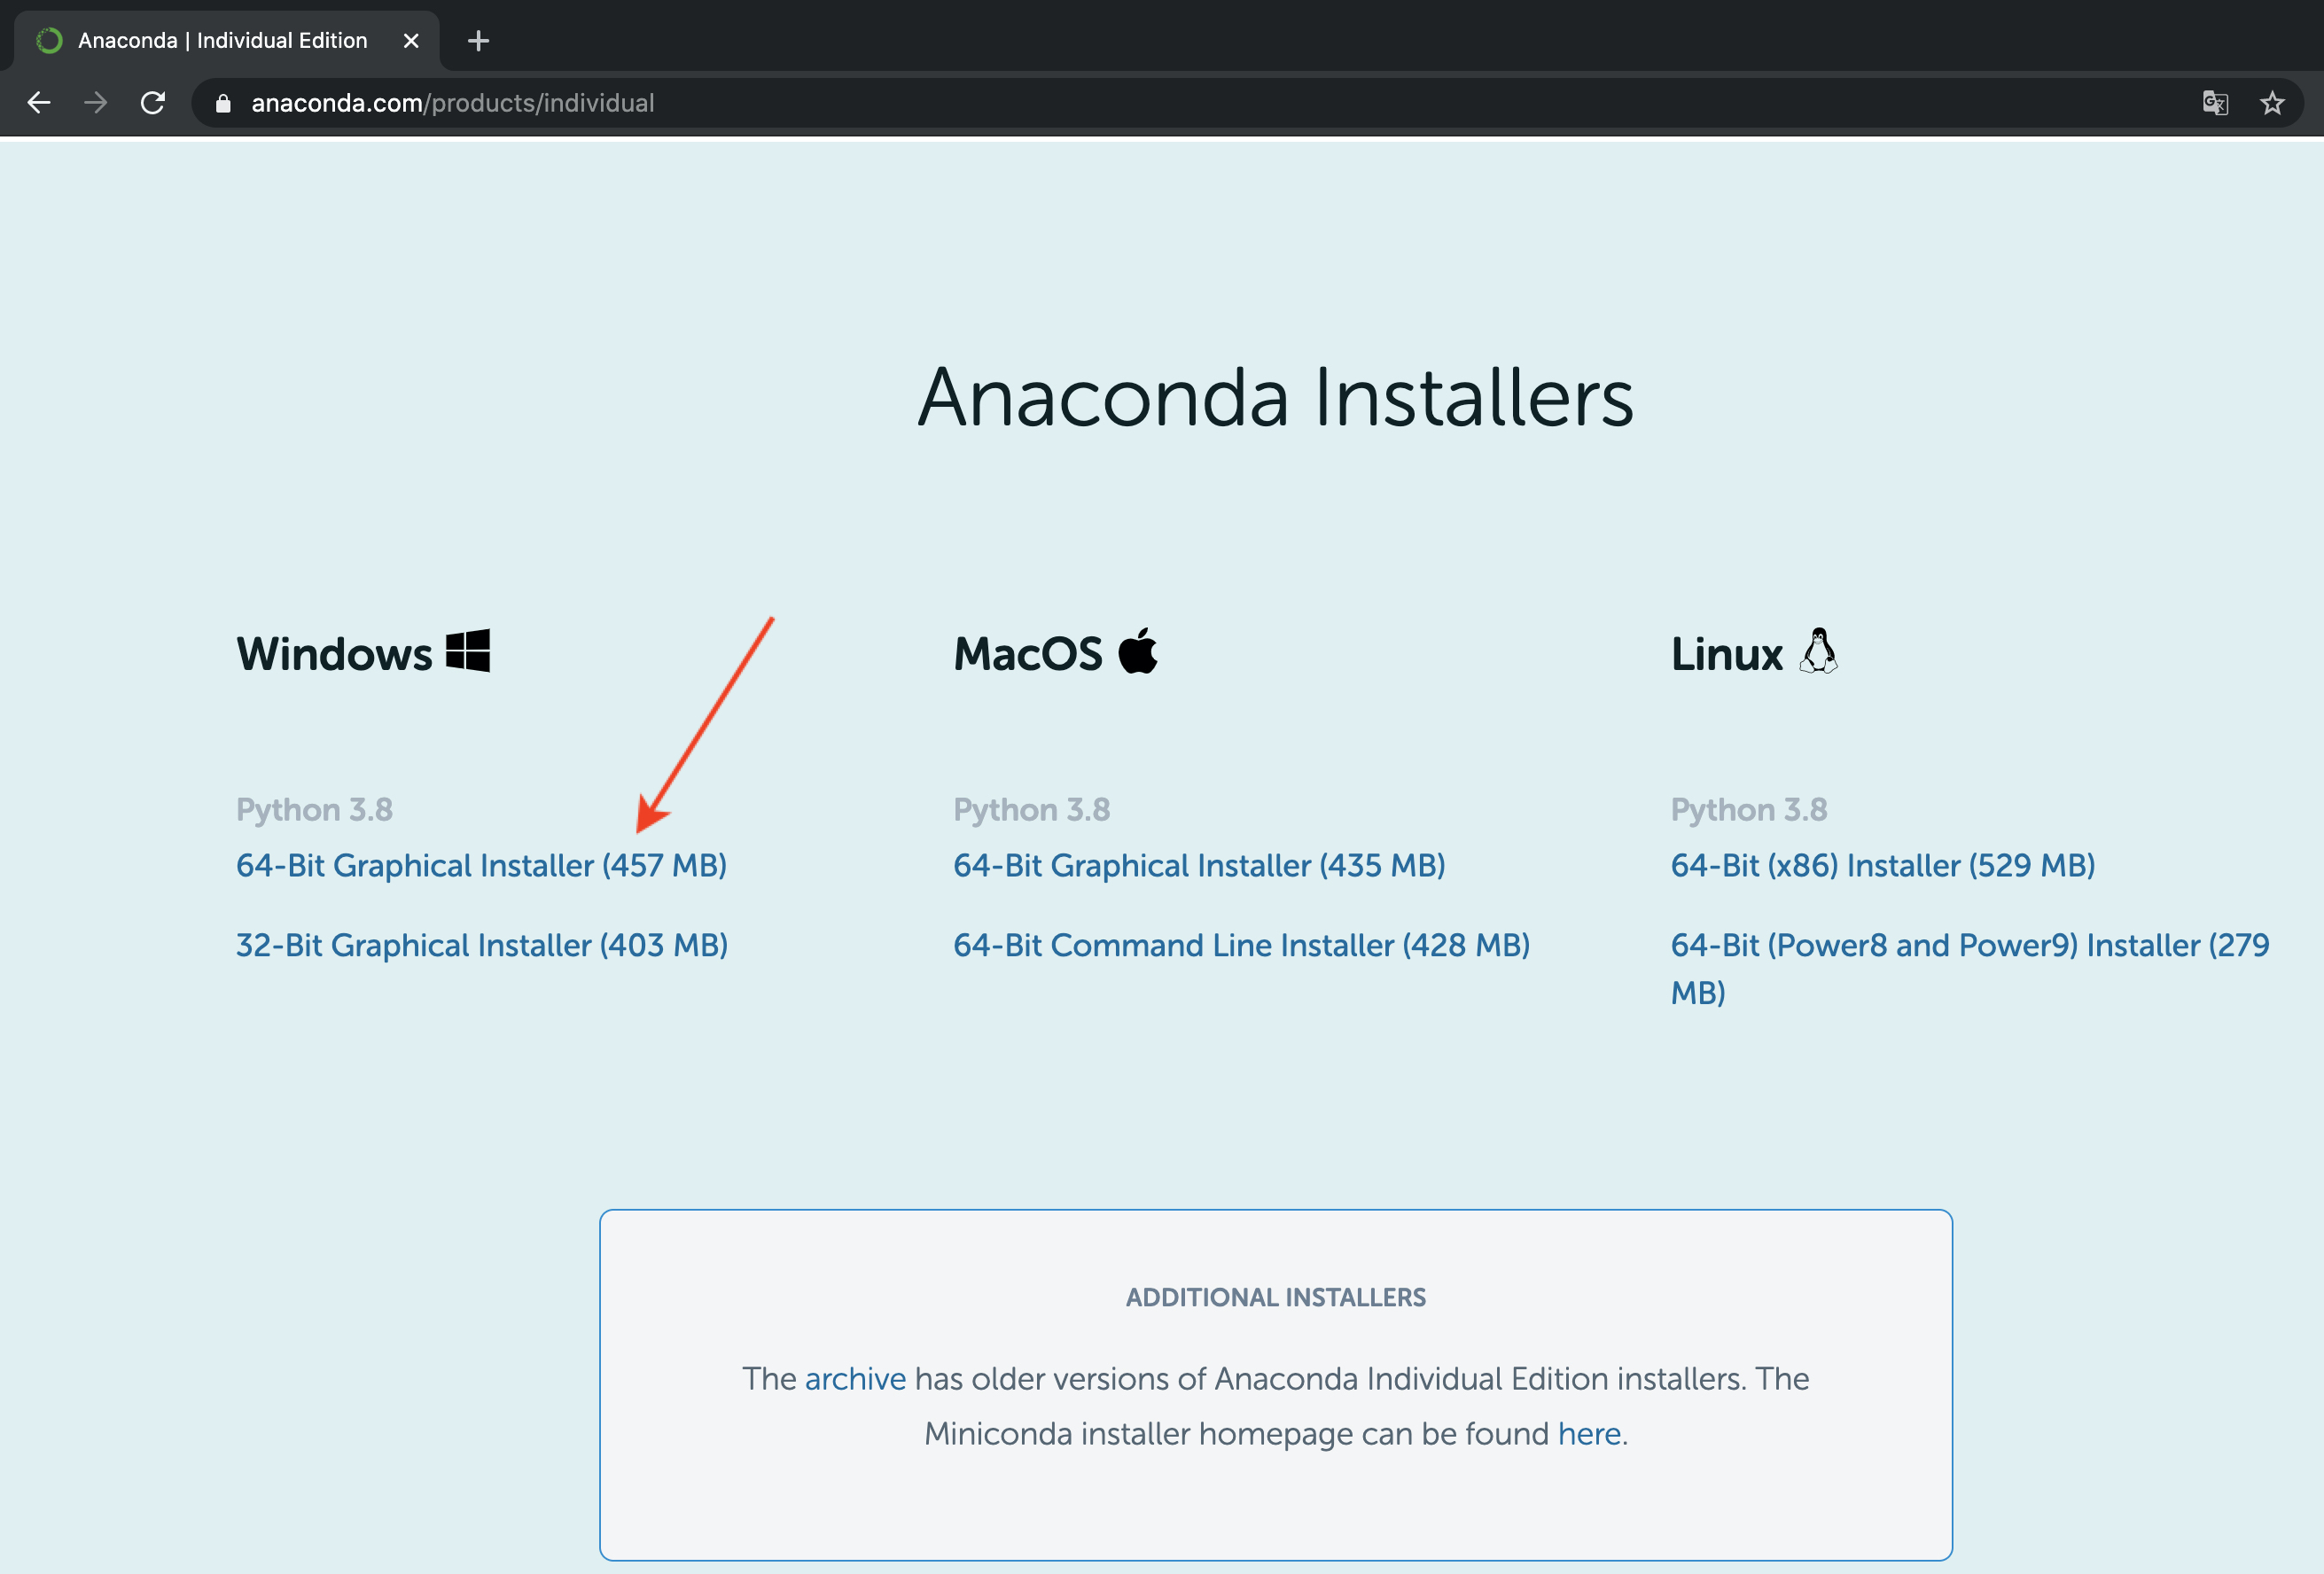 Anaconda | Individual Edition
anaconda.com/products/individual
Anaconda Installers
Windows
Python 3.8
64-Bit Graphical Installer (457 MB)
32-Bit Graphical Installer (403 MB)
MacOS
Python 3.8
64-Bit Graphical Installer (435 MB)
64-Bit Command Line Installer (428 MB)
Linux
Python 3.8
64-Bit (x86) Installer (529 MB)
64-Bit (Power8 and Power9) Installer (279
MB)
ADDITIONAL INSTALLERS
The archive has older versions of Anaconda Individual Edition installers. The
Miniconda installer homepage can be found here.